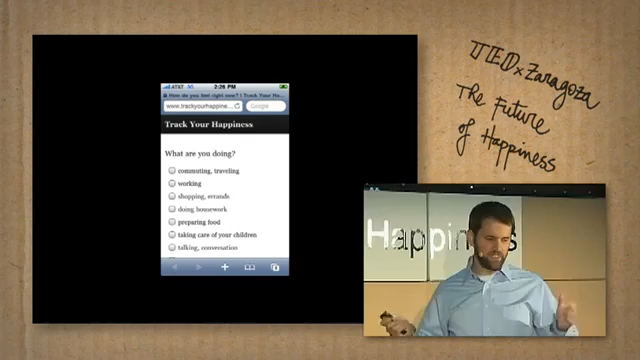 AT&T
2:26 PM
How do you feel right now? | Track Your Ha...
www.trackyourhappine...
Google
Track Your Happiness
What are you doing?
commuting, traveling
working
shopping, errands
doing housework
preparing food
taking care of your children
talking, conversation
TEDxZaragoza
The Future
of Happiness
Happiness